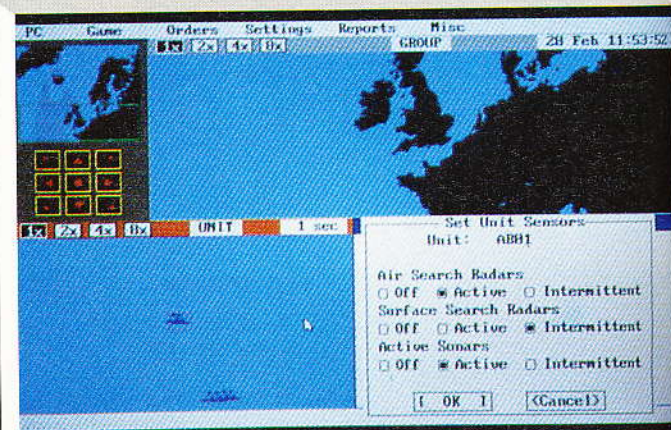 PC Game Orders Settings Reports Misc
1x 2x 4x 8x GROUP 28 Feb 11:53:52
1x 2x 4x 8x UNIT 1 sec
Set Unit Sensors
Unit: AB01
Air Search Radars
Off Active Intermittent
Surface Search Radars
Off Active Intermittent
Active Sonars
Off Active Intermittent
[ OK ] <Cancel>